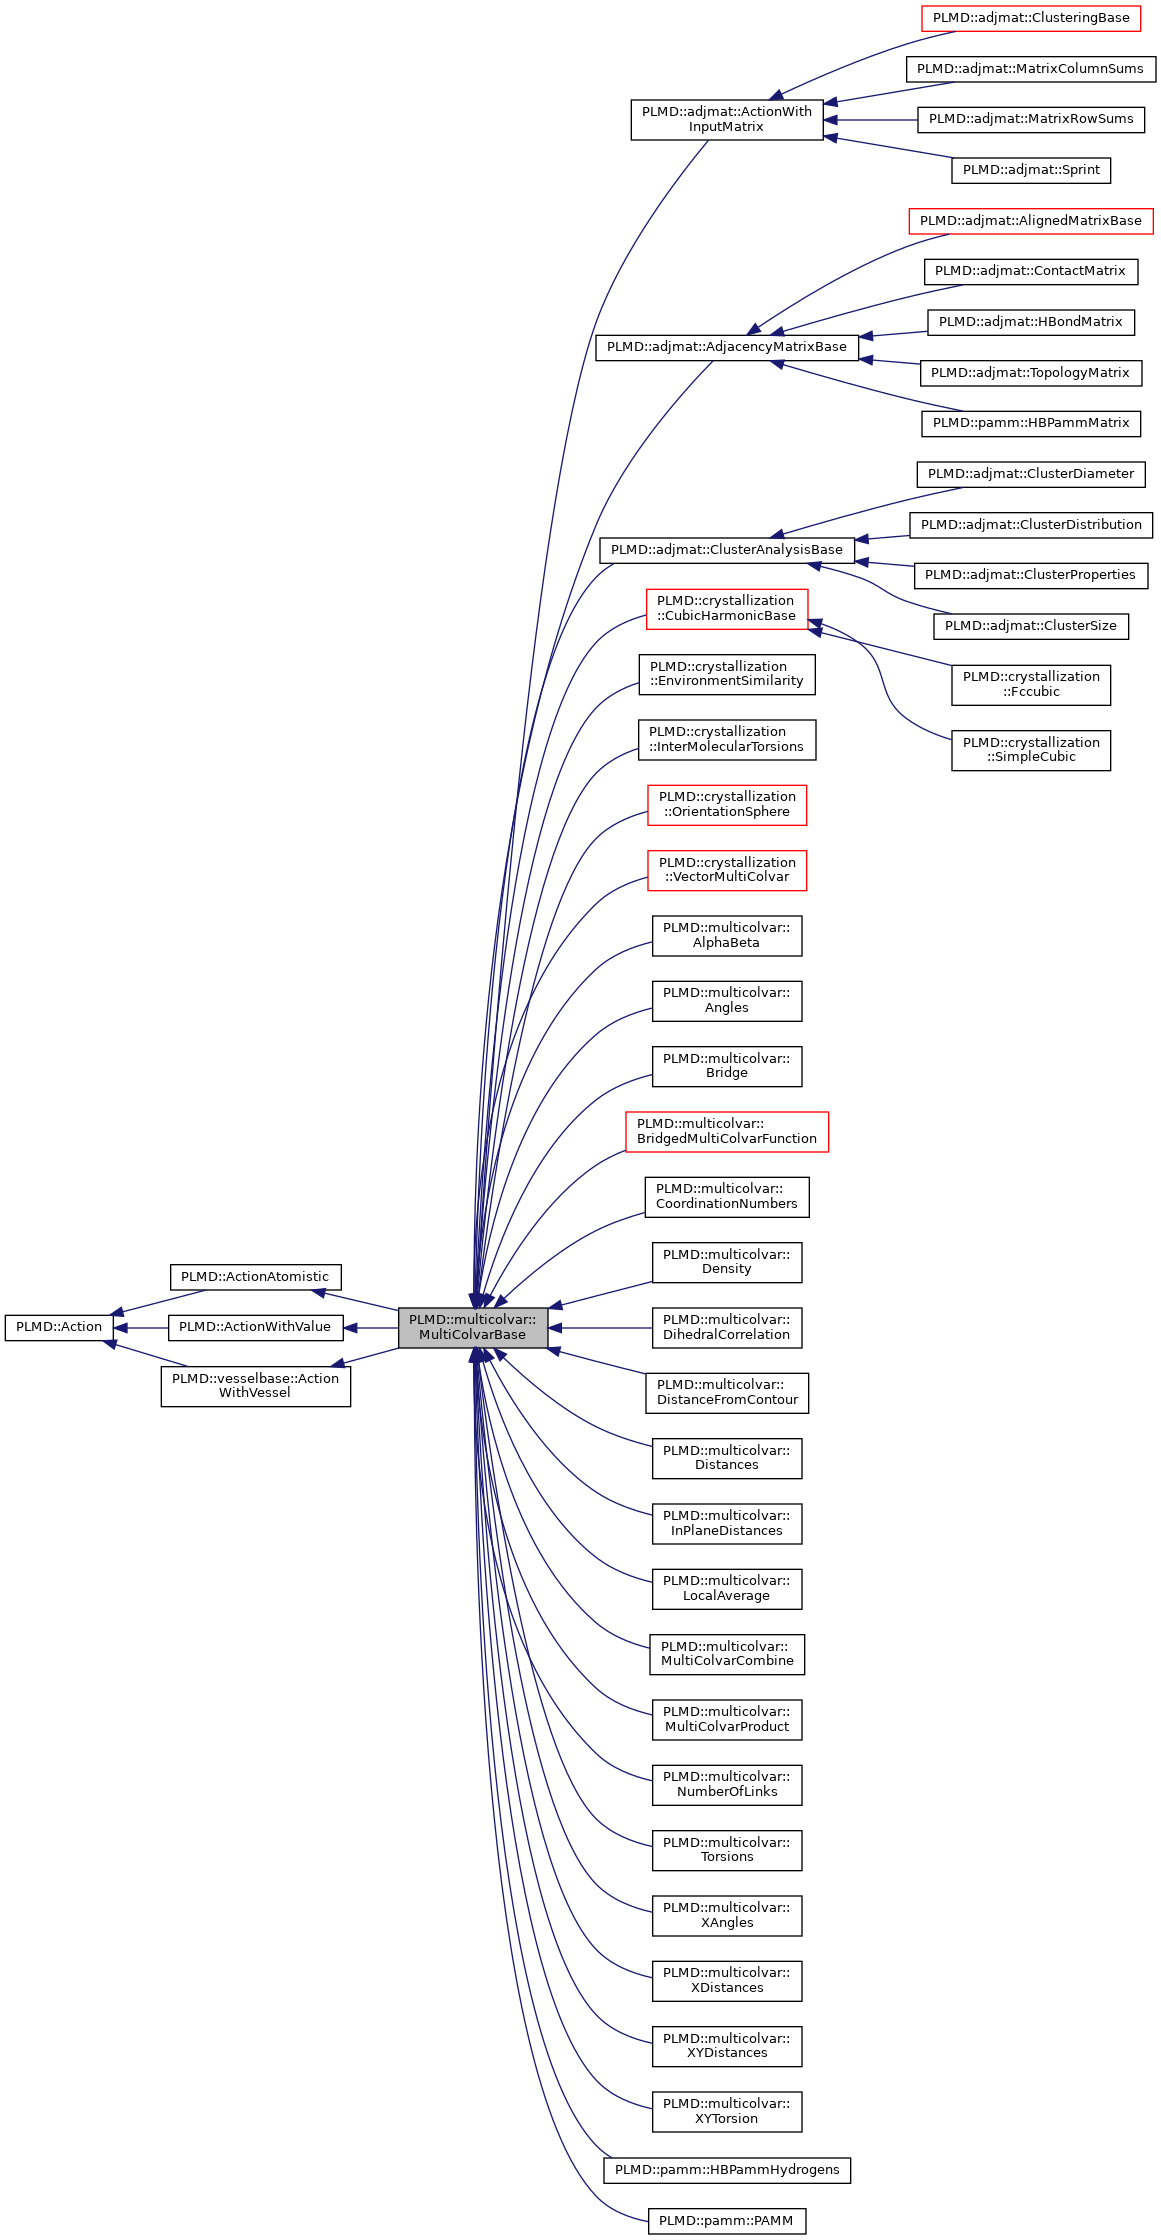 PLMD::adjmat::ClusteringBase
PLMD::adjmat::MatrixColumnSums
PLMD::adjmat::ActionWith
InputMatrix
PLMD::adjmat::MatrixRowSums
PLMD::adjmat::Sprint
PLMD::adjmat::AlignedMatrixBase
PLMD::adjmat::ContactMatrix
PLMD::adjmat::HBondMatrix
PLMD::adjmat::AdjacencyMatrixBase
PLMD::adjmat::TopologyMatrix
PLMD::pamm::HBPammMatrix
PLMD::adjmat::ClusterDiameter
PLMD::adjmat::ClusterDistribution
PLMD::adjmat::ClusterAnalysisBase
PLMD::adjmat::ClusterProperties
PLMD::crystallization
::CubicHarmonicBase
PLMD::adjmat::ClusterSize
PLMD::crystallization
::EnvironmentSimilarity
PLMD::crystallization
::Fccubic
PLMD::crystallization
::InterMolecularTorsions
PLMD::crystallization
::SimpleCubic
PLMD::crystallization
::OrientationSphere
PLMD::crystallization
::VectorMultiColvar
PLMD::multicolvar::
AlphaBeta
PLMD::multicolvar::
Angles
PLMD::multicolvar::
Bridge
PLMD::multicolvar::
BridgedMultiColvarFunction
PLMD::multicolvar::
CoordinationNumbers
PLMD::multicolvar::
Density
PLMD::ActionAtomistic
PLMD::Action
PLMD::ActionWithValue
PLMD::multicolvar::
MultiColvarBase
PLMD::multicolvar::
DihedralCorrelation
PLMD::vesselbase::Action
WithVessel
PLMD::multicolvar::
DistanceFromContour
PLMD::multicolvar::
Distances
PLMD::multicolvar::
InPlaneDistances
PLMD::multicolvar::
LocalAverage
PLMD::multicolvar::
MultiColvarCombine
PLMD::multicolvar::
MultiColvarProduct
PLMD::multicolvar::
NumberOfLinks
PLMD::multicolvar::
Torsions
PLMD::multicolvar::
XAngles
PLMD::multicolvar::
XDistances
PLMD::multicolvar::
XYDistances
PLMD::multicolvar::
XYTorsion
PLMD::pamm::HBPammHydrogens
PLMD::pamm::PAMM